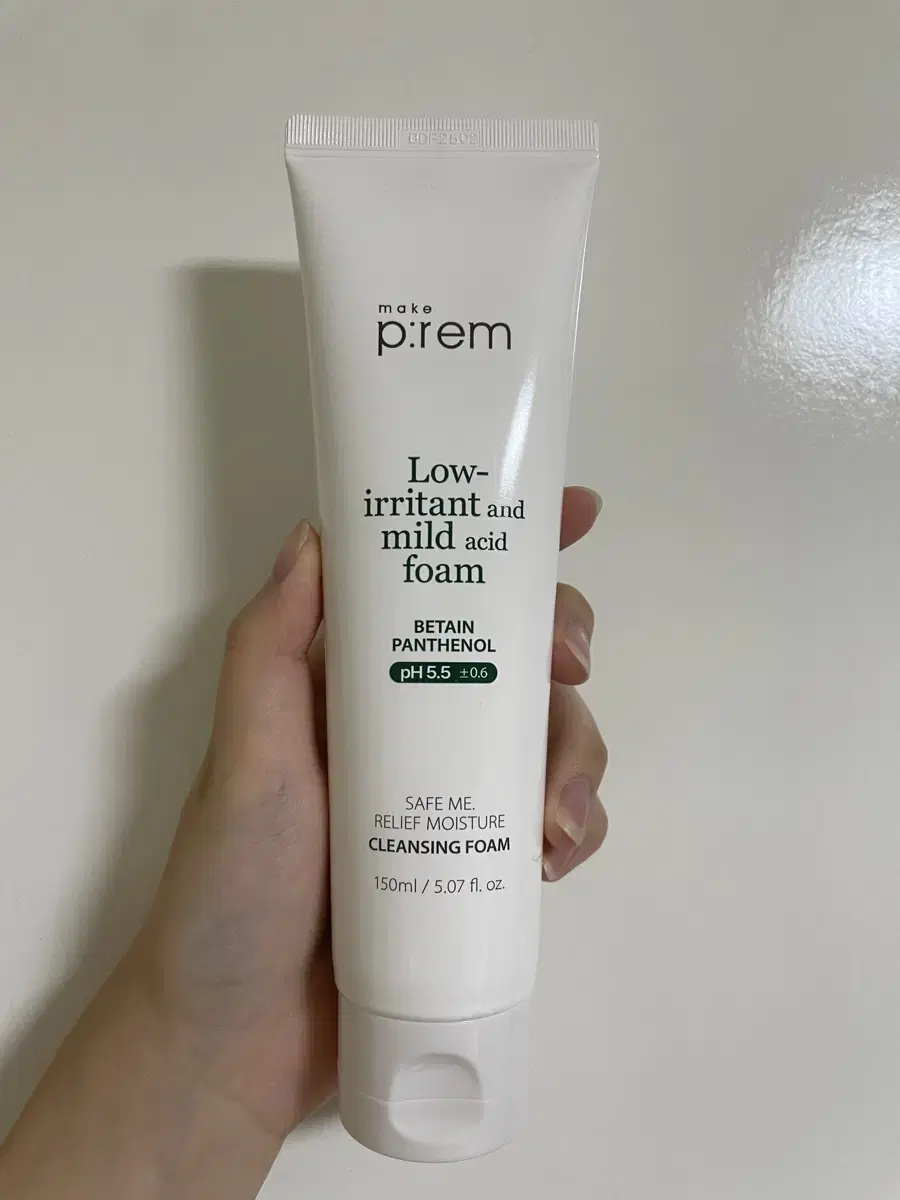 make
p:rem
Low-
irritant and
mild acid
foam
BETAIN
PANTHENOL
pH 5.5 ±0.6
SAFE ME.
RELIEF MOISTURE
CLEANSING FOAM
150ml / 5.07 fl. oz.